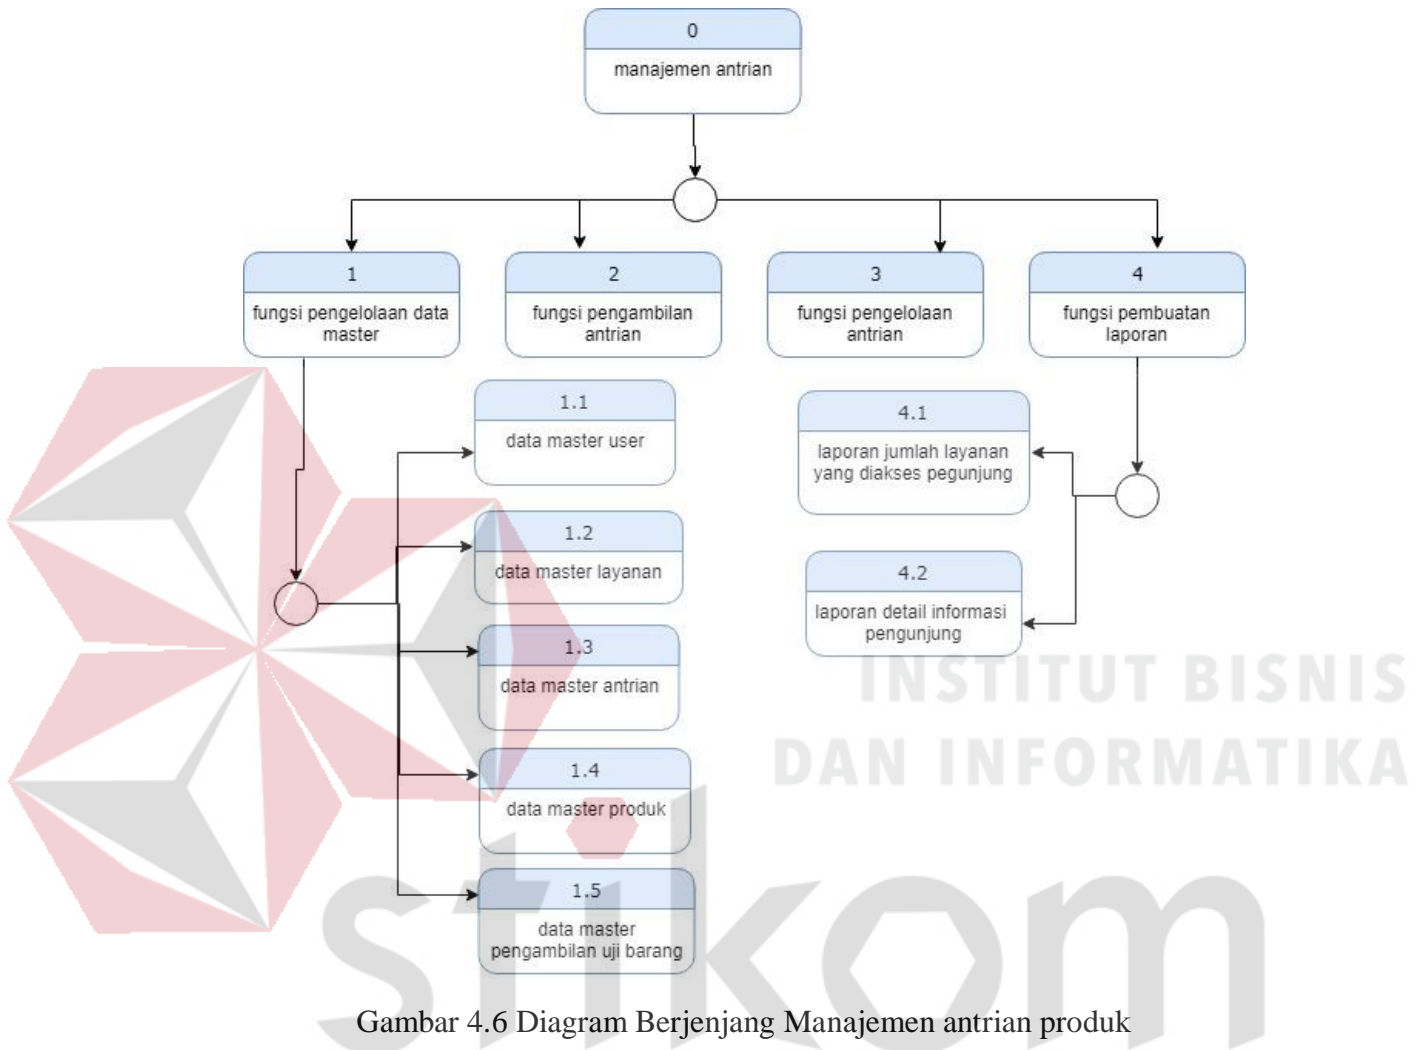 0
manajemen antrian
1
fungsi pengelolaan data
master
2
fungsi pengambilan
antrian
3
fungsi pengelolaan
antrian
4
fungsi pembuatan
laporan
1.1
data master user
1.2
data master layanan
1.3
data master antrian
1.4
data master produk
1.5
data master
pengambilan uji barang
4.1
laporan jumlah layanan
yang diakses pegunjung
4.2
laporan detail informasi
pengunjung
INSTITUT BISNIS
DAN INFORMATIKA
stikom
Gambar 4.6 Diagram Berjenjang Manajemen antrian produk